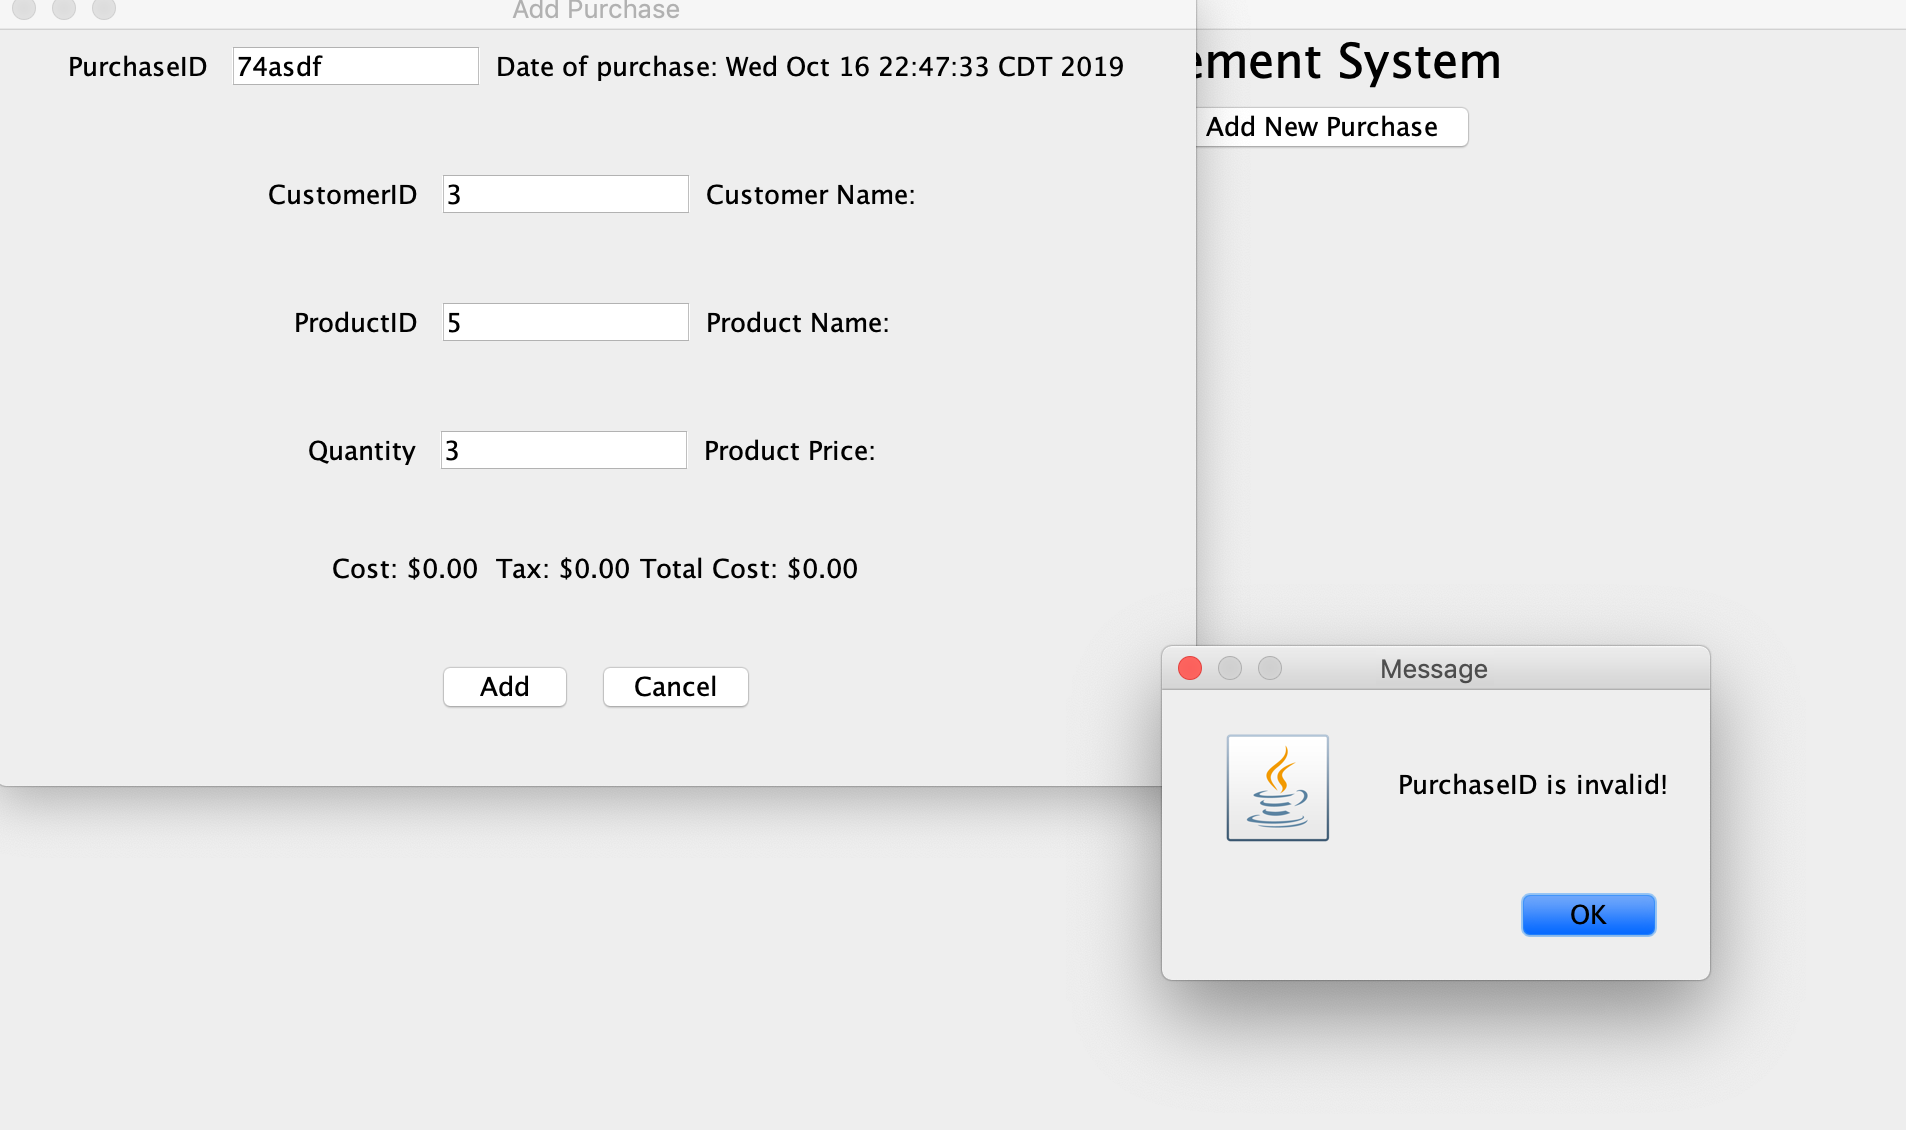 Add Purchase
PurchaseID 74asdf Date of purchase: Wed Oct 16 22:47:33 CDT 2019
ement System
Add New Purchase
CustomerID 3 Customer Name:
ProductID 5 Product Name:
Quantity 3 Product Price:
Cost: $0.00 Tax: $0.00 Total Cost: $0.00
Add Cancel
Message
PurchaseID is invalid!
OK